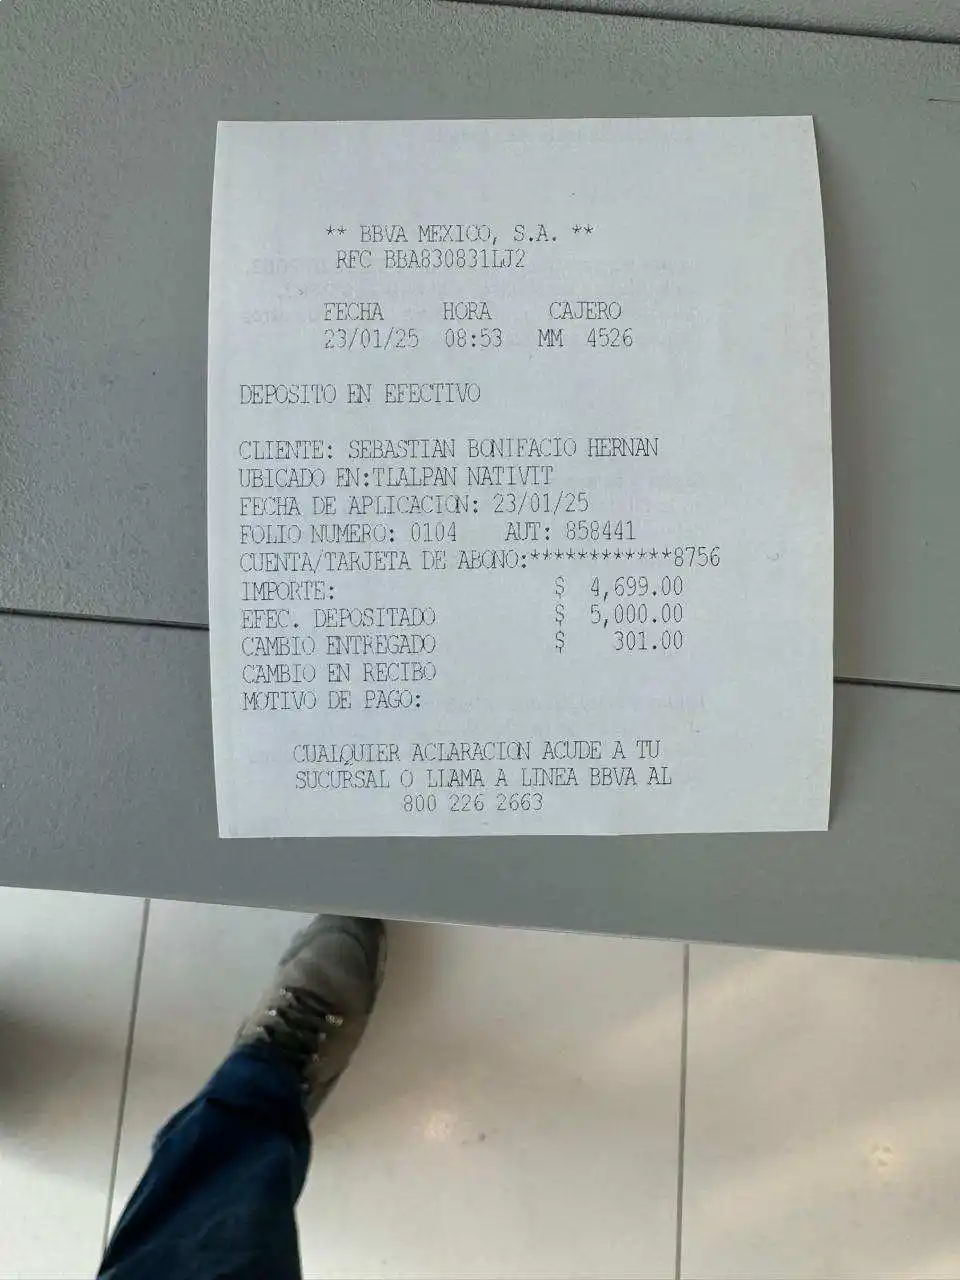 ** BBVA MEXICO, S.A. **
RFC BBA830831LJ2
FECHA HORA CAJERO
23/01/25 08:53 MM 4526
DEPOSITO EN EFECTIVO
CLIENTE: SEBASTIAN BONIFACIO HERNAN
UBICADO EN:TLALPAN NATIVIT
FECHA DE APLICACION: 23/01/25
FOLIO NUMERO: 0104 AUT: 858441
CUENTA/TARJETA DE ABONO:************8756
IMPORTE: $ 4,699.00
EFEC. DEPOSITADO $ 5,000.00
CAMBIO ENTREGADO $ 301.00
CAMBIO EN RECIBO
MOTIVO DE PAGO:
CUALQUIER ACLARACION ACUDE A TU
SUCURSAL O LLAMA A LINEA BBVA AL
800 226 2663